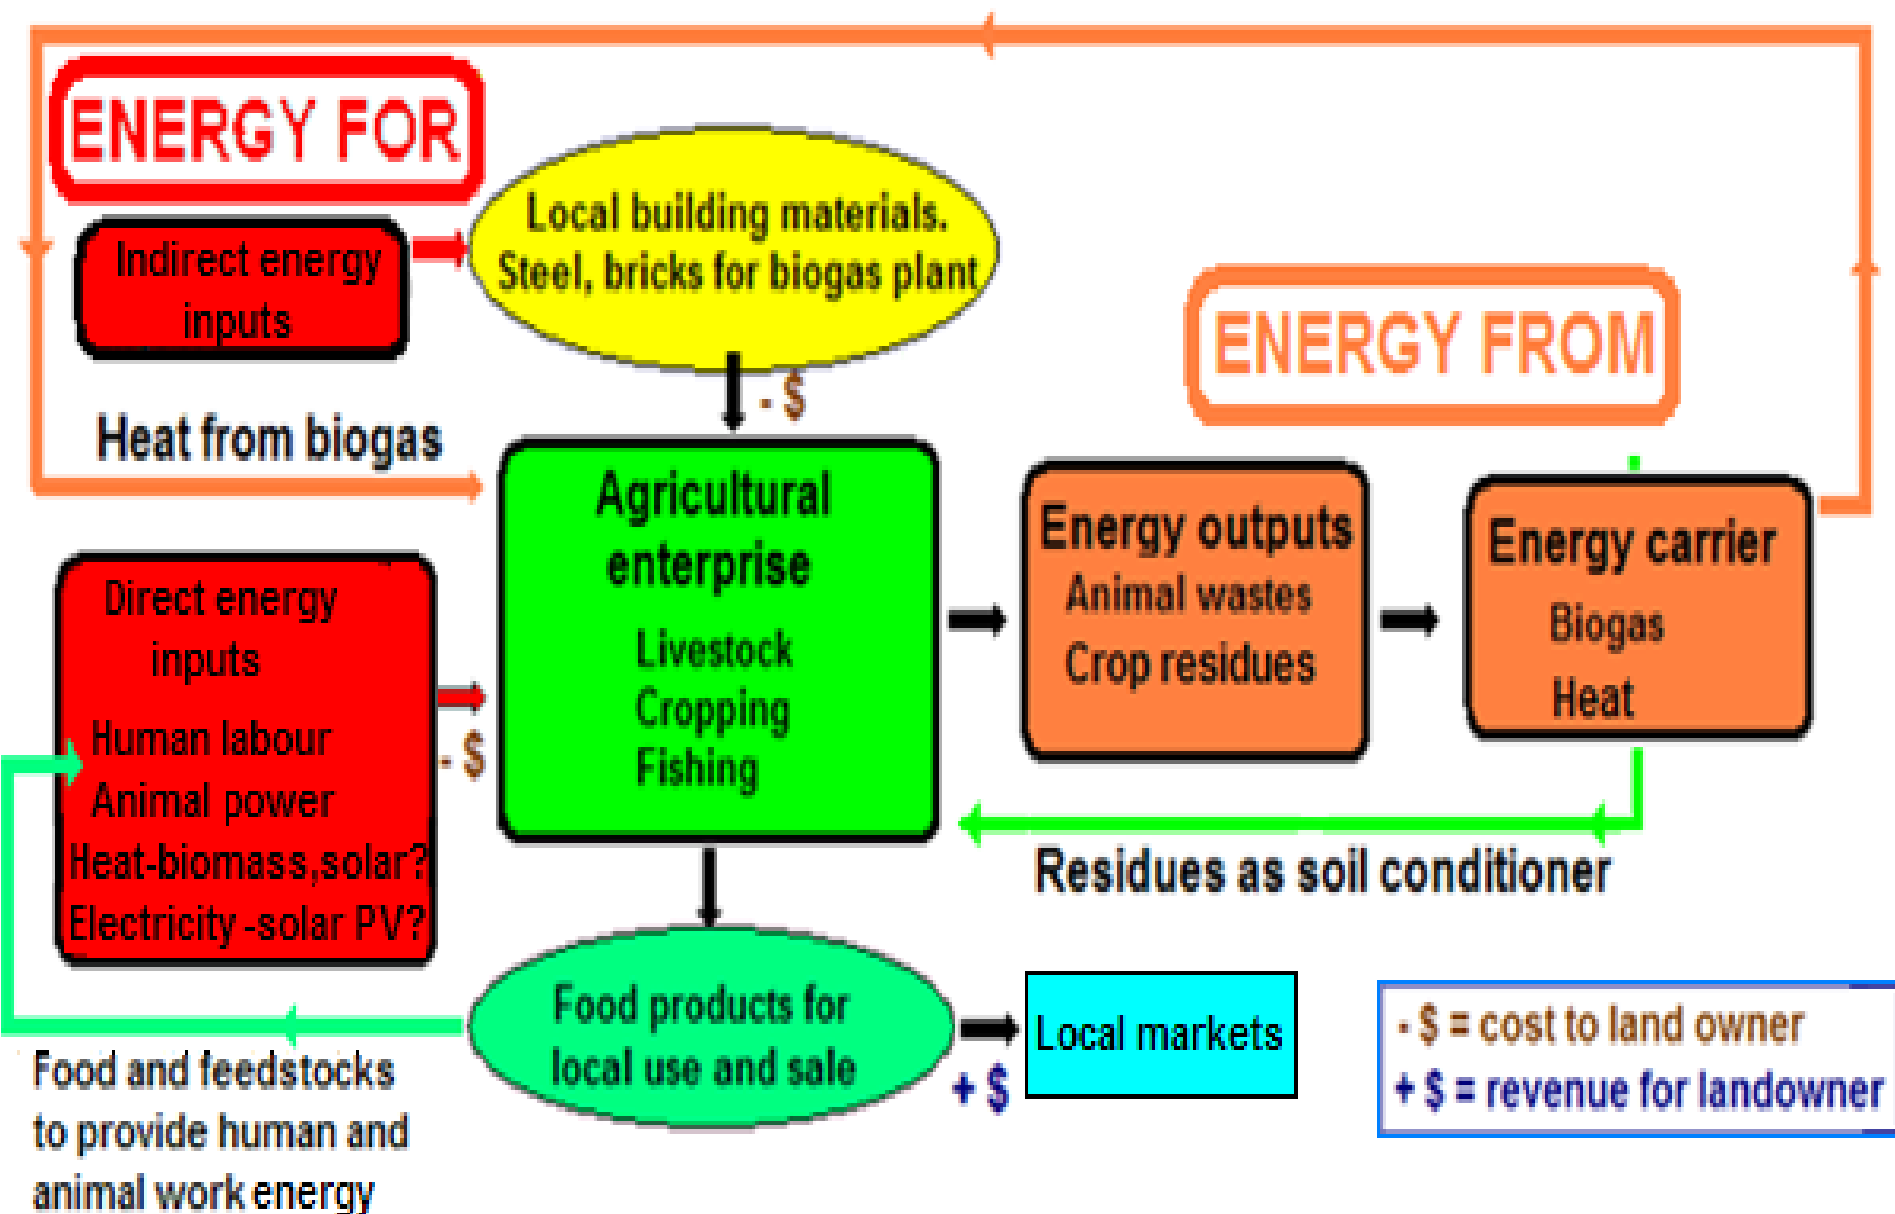 ENERGY FOR
Indirect energy
inputs
Local building materials.
Steel, bricks for biogas plant
- $
ENERGY FROM
Heat from biogas
Agricultural
enterprise
Livestock
Cropping
Fishing
Energy outputs
Animal wastes
Crop residues
Energy carrier
Biogas
Heat
Direct energy
inputs
Human labour
Animal power
Heat-biomass,solar?
Electricity -solar PV?
- $
Residues as soil conditioner
Food products for
local use and sale
+ $
Local markets
- $ = cost to land owner
+ $ = revenue for landowner
Food and feedstocks
to provide human and
animal work energy